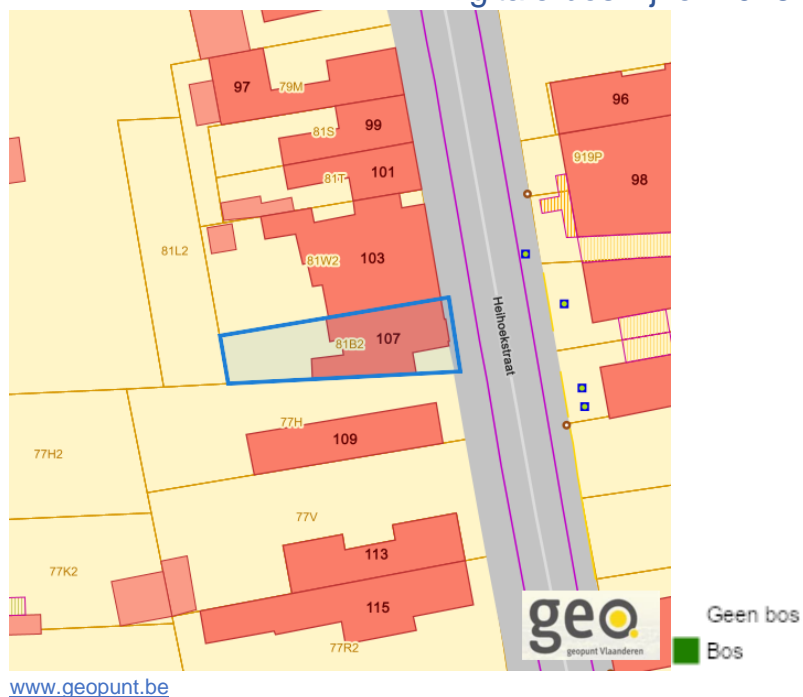 97
79M
96
81S
99
919P
81T
101
98
81L2
81W2
103
Helhoekstraat
81B2
107
77H
109
77H2
77V
77K2
113
115
77R2
geo
geopunt Vlaanderen
Geen bos
Bos
www.geopunt.be